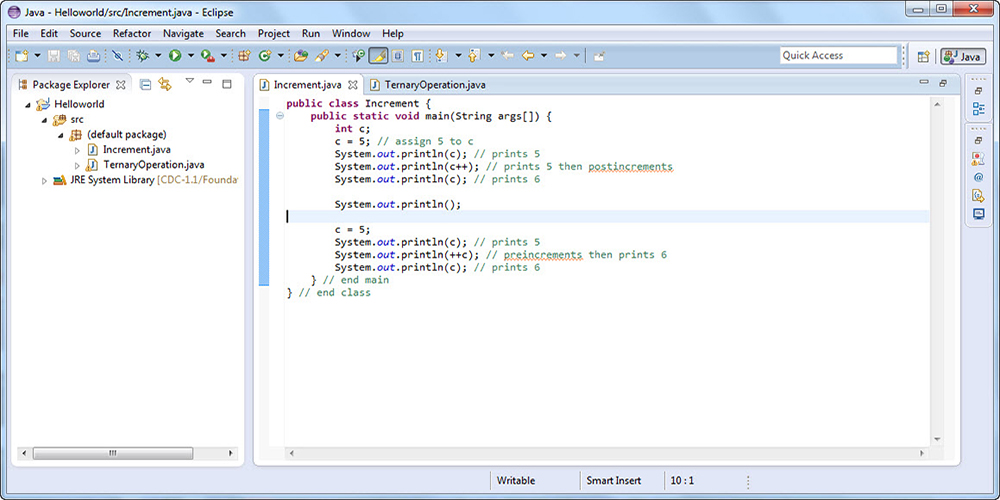 Java - Helloworld/src/Increment.java - Eclipse
File Edit Source Refactor Navigate Search Project Run Window Help
Quick Access
Java
Package Explorer
Helloworld
src
(default package)
Increment.java
TernaryOperation.java
JRE System Library [CDC-1.1/Founda
Increment.java TernaryOperation.java
public class Increment {
public static void main(String args[]) {
int c;
c = 5; // assign 5 to c
System.out.println(c); // prints 5
System.out.println(c++); // prints 5 then postincrements
System.out.println(c); // prints 6
System.out.println();
c = 5;
System.out.println(c); // prints 5
System.out.println(++c); // preincrements then prints 6
System.out.println(c); // prints 6
} // end main
} // end class
Writable Smart Insert 10 : 1